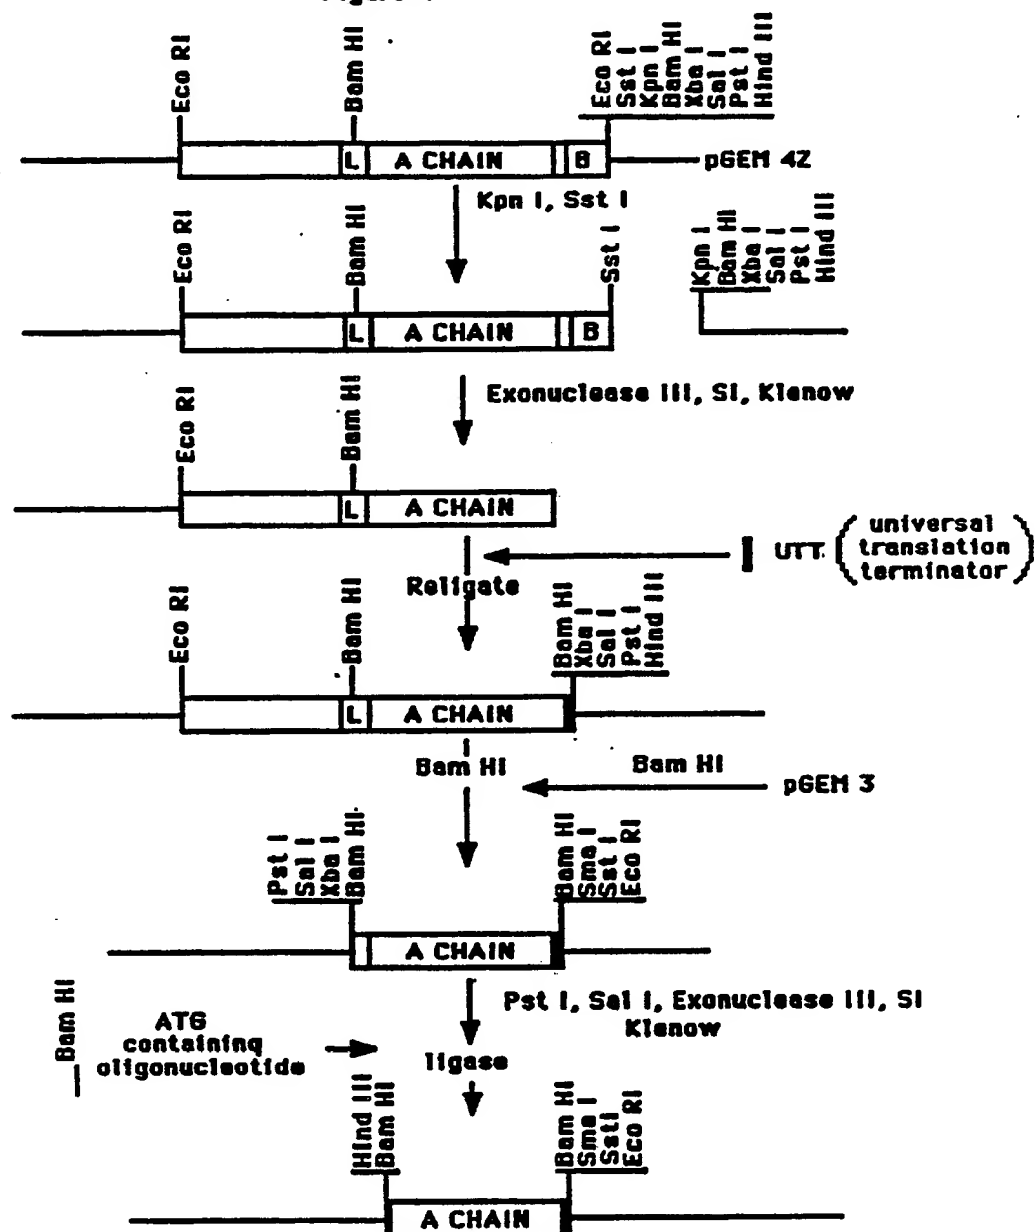 Eco RI
Bam HI
Eco RI
Sst I
Kpn I
Bam HI
Xba I
Sal I
Pst I
Hind III
L
A CHAIN
B
pGEM 4Z
Kpn I, Sst I
Eco RI
Bam HI
Sst I
Kpn I
Bam HI
Xba I
Sal I
Pst I
Hind III
L
A CHAIN
B
Exonuclease III, SI, Klenow
Eco RI
Bam HI
L
A CHAIN
UTT.
universal
translation
terminator
Religate
Eco RI
Bam HI
Bam HI
Xba I
Sal I
Pst I
Hind III
L
A CHAIN
Bam HI
Bam HI
pGEM 3
Pst I
Sal I
Xba I
Bam HI
Bam HI
Sma I
Sst I
Eco RI
A CHAIN
Pst I, Sal I, Exonuclease III, SI
Klenow
Bam HI
ATG
containing
oligonucleotide
ligase
Hind III
Bam HI
Bam HI
Sma I
SstI
Eco RI
A CHAIN